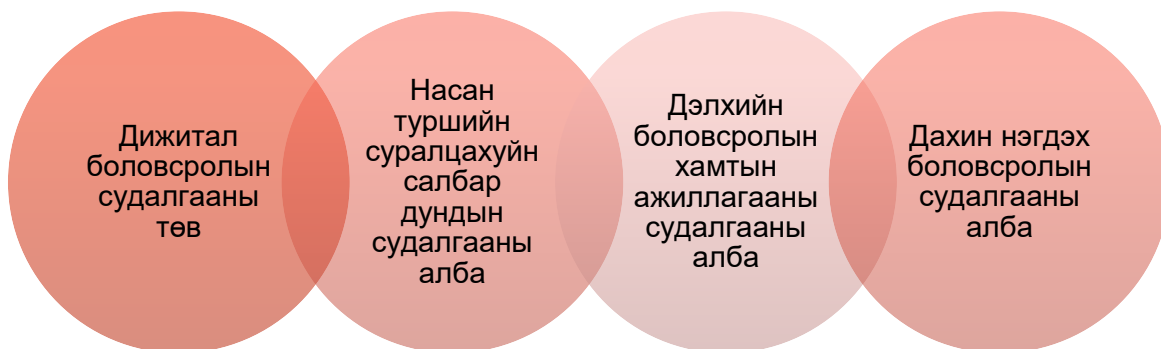 Дижитал
боловсролын
судалгааны
төв
Насан
туршийн
суралцахуйн
салбар
дундын
судалгааны
алба
Дэлхийн
боловсролын
хамтын
ажиллагааны
судалгааны
алба
Дахин нэгдэх
боловсролын
судалгааны
алба